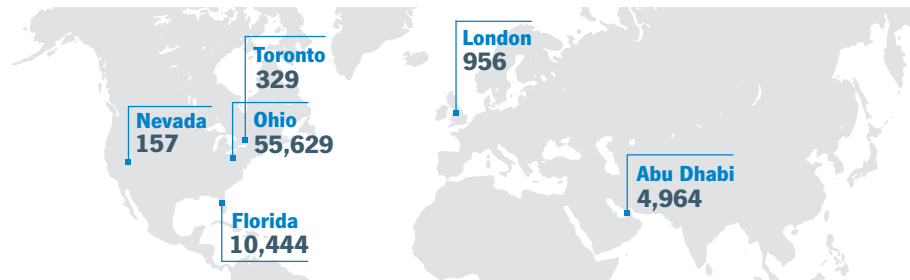 Toronto
329
London
956
Nevada
157
Ohio
55,629
Abu Dhabi
4,964
Florida
10,444